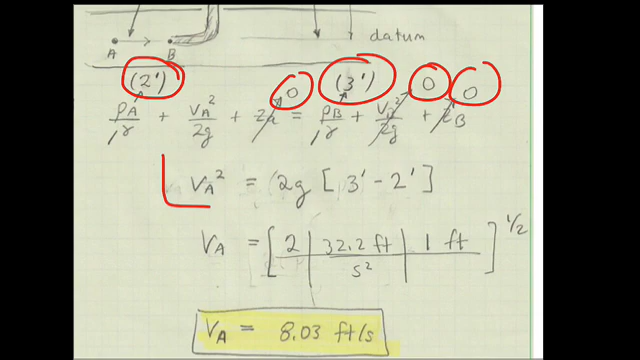 A B datum
(2') 0 (3') 0 0
PA/γ + VA²/2g + ZA = PB/γ + VB²/2g + ZB
VA² = 2g [ 3' - 2' ]
VA = [ 2 | 32.2 ft / s² | 1 ft ]^1/2
VA = 8.03 ft/s